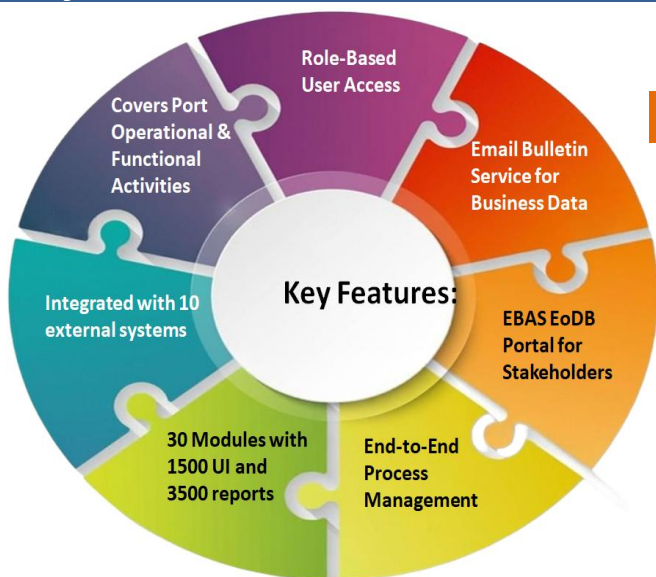 Role-Based
User Access
Email Bulletin
Service for
Business Data
EBAS EoDB
Portal for
Stakeholders
End-to-End
Process
Management
30 Modules with
1500 UI and
3500 reports
Integrated with 10
external systems
Covers Port
Operational &
Functional
Activities
Key Features: